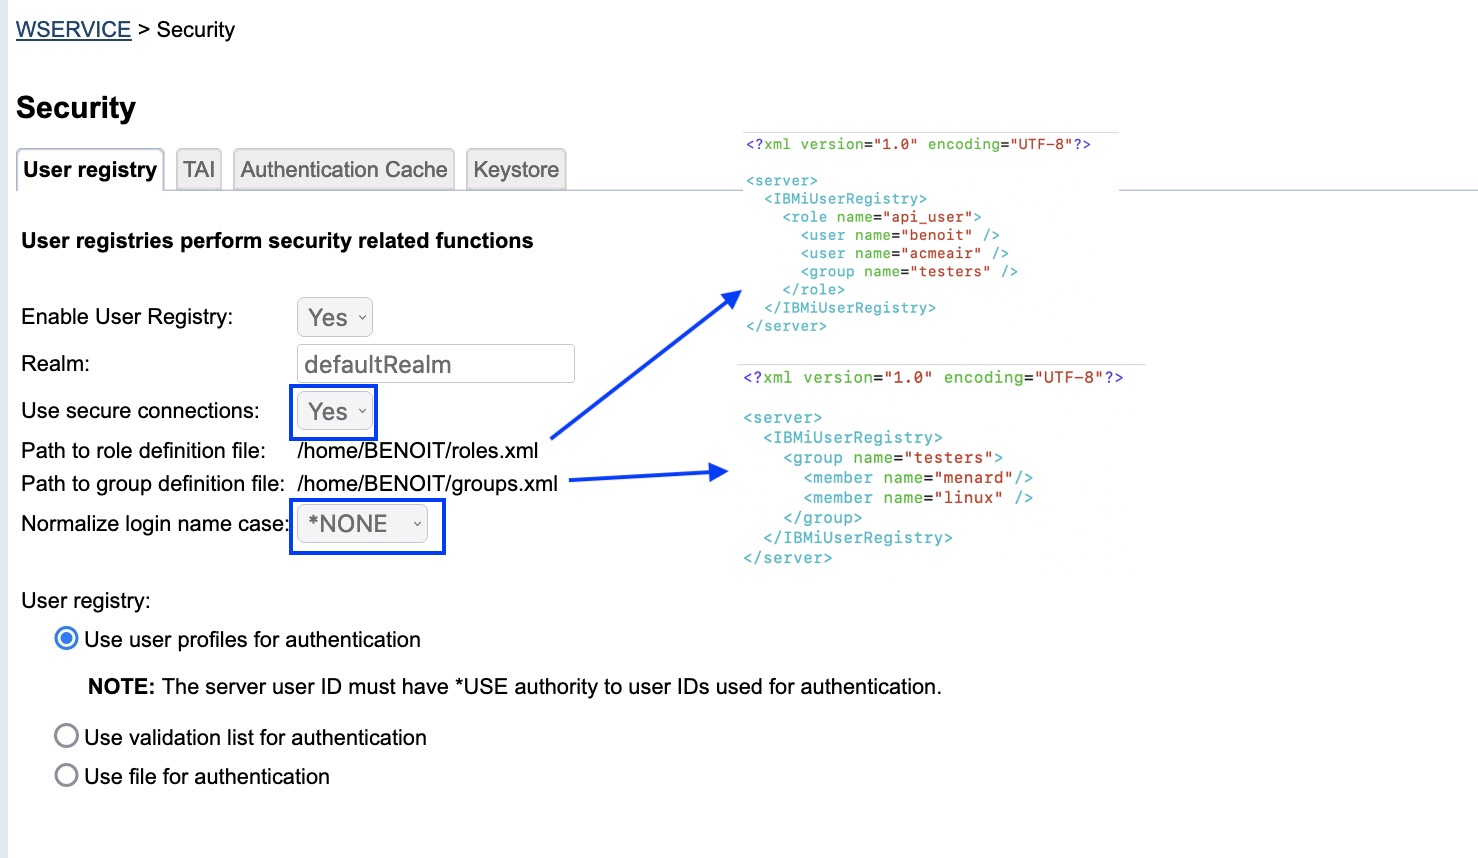 WSERVICE > Security
Security
User registry
TAI
Authentication Cache
Keystore
User registries perform security related functions
Enable User Registry: Yes
Realm: defaultRealm
Use secure connections: Yes
Path to role definition file: /home/BENOIT/roles.xml
Path to group definition file: /home/BENOIT/groups.xml
Normalize login name case: *NONE
User registry:
Use user profiles for authentication
NOTE: The server user ID must have *USE authority to user IDs used for authentication.
Use validation list for authentication
Use file for authentication
<?xml version="1.0" encoding="UTF-8"?>
<server>
<IBMiUserRegistry>
<role name="api_user">
<user name="benoit" />
<user name="acmeair" />
<group name="testers" />
</role>
</IBMiUserRegistry>
</server>
<?xml version="1.0" encoding="UTF-8"?>
<server>
<IBMiUserRegistry>
<group name="testers">
<member name="menard"/>
<member name="linux" />
</group>
</IBMiUserRegistry>
</server>